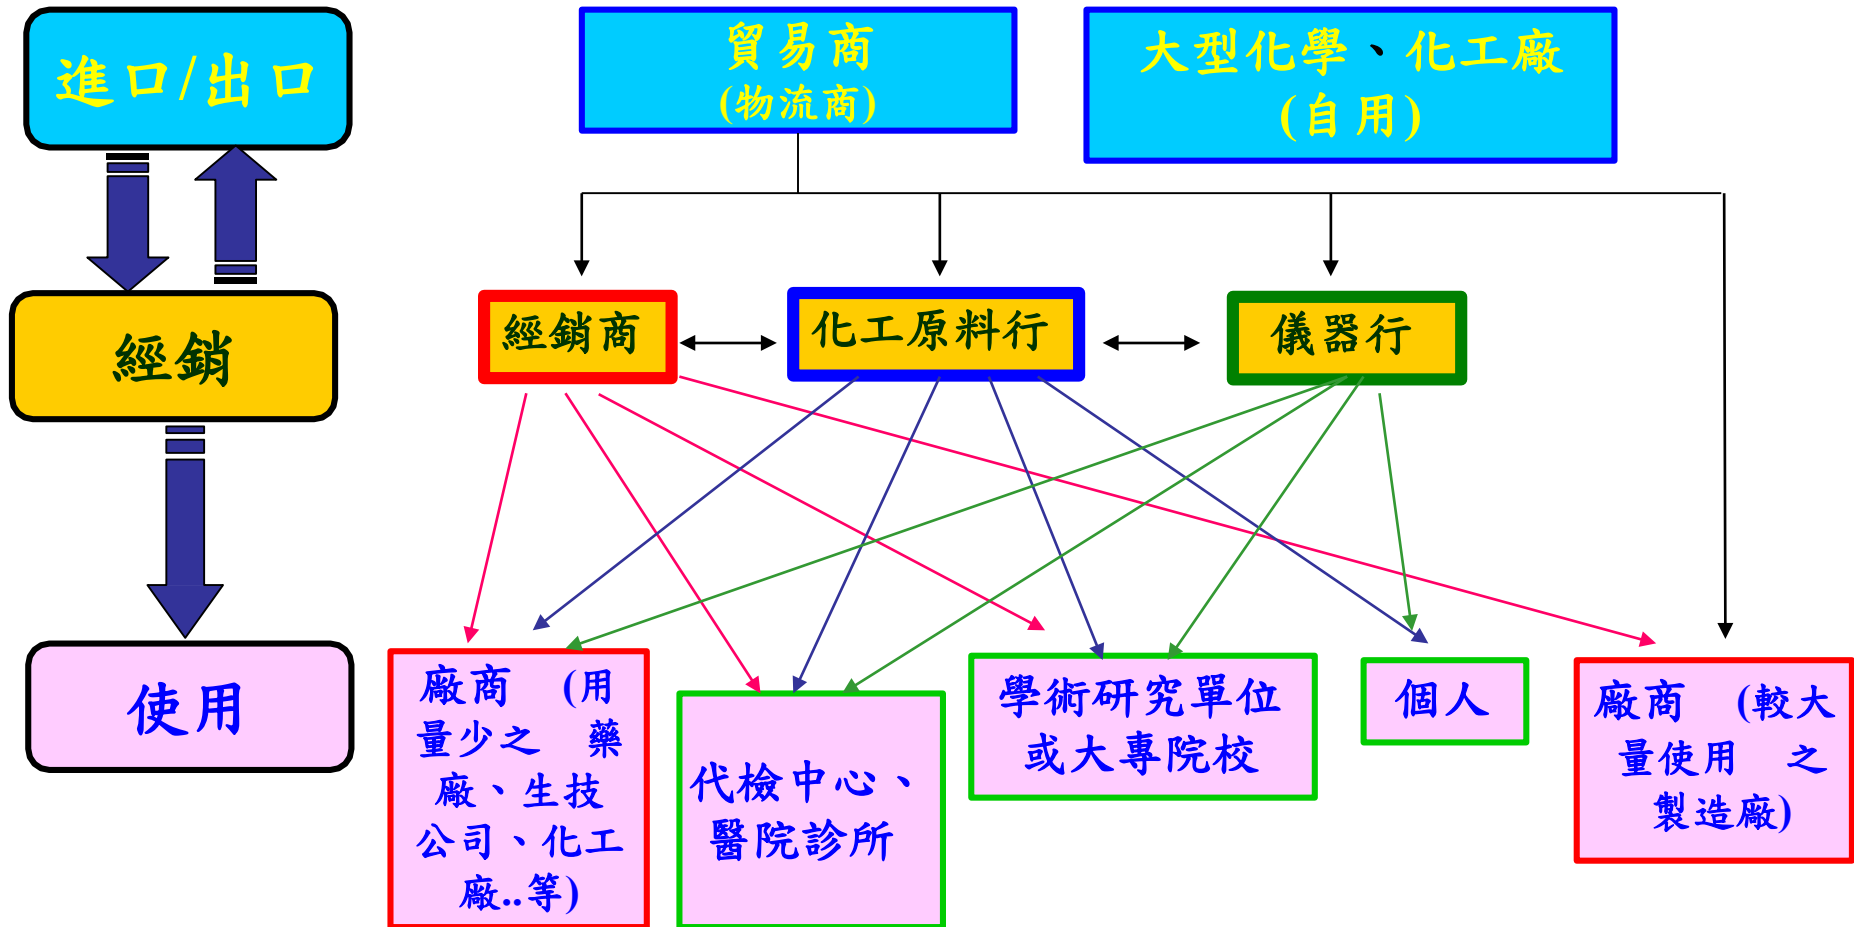 進口/出口
貿易商
(物流商)
大型化學、化工廠
(自用)
經銷
經銷商
化工原料行
儀器行
使用
廠商 (用
量少之 藥
廠、生技
公司、化工
廠..等)
代檢中心、
醫院診所
學術研究單位
或大專院校
個人
廠商 (較大
量使用 之
製造廠)